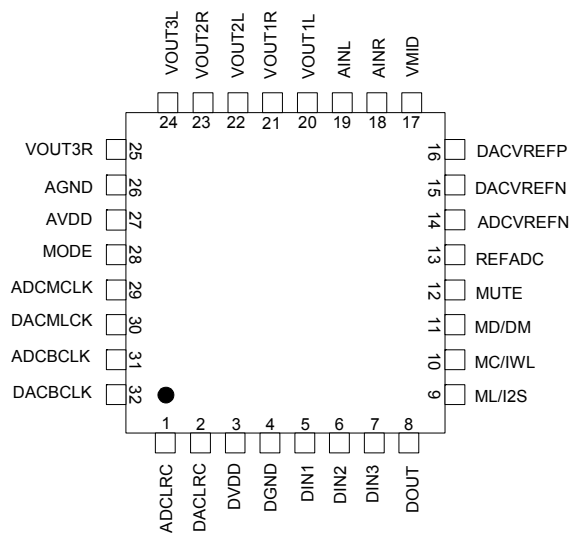 VOUT3L VOUT2R VOUT2L VOUT1R VOUT1L AINL AINR VMID
24 23 22 21 20 19 18 17
VOUT3R 25 16 DACVREFP
AGND 26 15 DACVREFN
AVDD 27 14 ADCVREFN
MODE 28 13 REFADC
ADCMCLK 29 12 MUTE
DACMLCK 30 11 MD/DM
ADCBCLK 31 10 MC/IWL
DACBCLK 32 9 ML/I2S
1 2 3 4 5 6 7 8
ADCLRC DACLRC DVDD DGND DIN1 DIN2 DIN3 DOUT